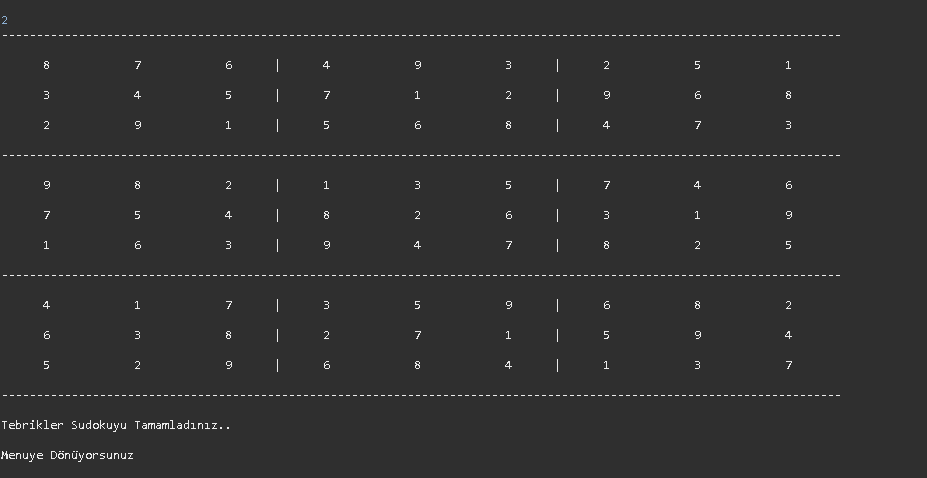 2
------------------------------------------------------------------------------------------------------------------------
8 7 6 | 4 9 3 | 2 5 1
3 4 5 | 7 1 2 | 9 6 8
2 9 1 | 5 6 8 | 4 7 3
------------------------------------------------------------------------------------------------------------------------
9 8 2 | 1 3 5 | 7 4 6
7 5 4 | 8 2 6 | 3 1 9
1 6 3 | 9 4 7 | 8 2 5
------------------------------------------------------------------------------------------------------------------------
4 1 7 | 3 5 9 | 6 8 2
6 3 8 | 2 7 1 | 5 9 4
5 2 9 | 6 8 4 | 1 3 7
------------------------------------------------------------------------------------------------------------------------
Tebrikler Sudokuyu Tamamladınız..
Menuye Dönüyorsunuz